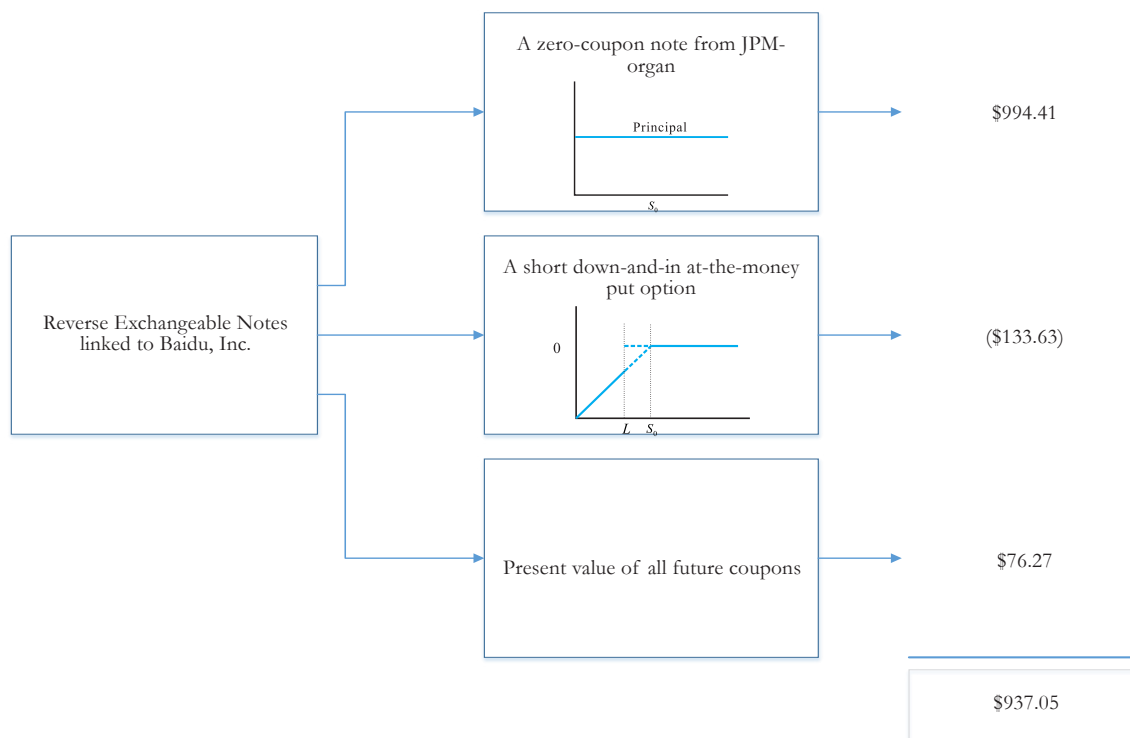 A zero-coupon note from JPM-
organ
Principal
S₀
$994.41
Reverse Exchangeable Notes
linked to Baidu, Inc.
A short down-and-in at-the-money
put option
0
L S₀
($133.63)
Present value of all future coupons
$76.27
$937.05